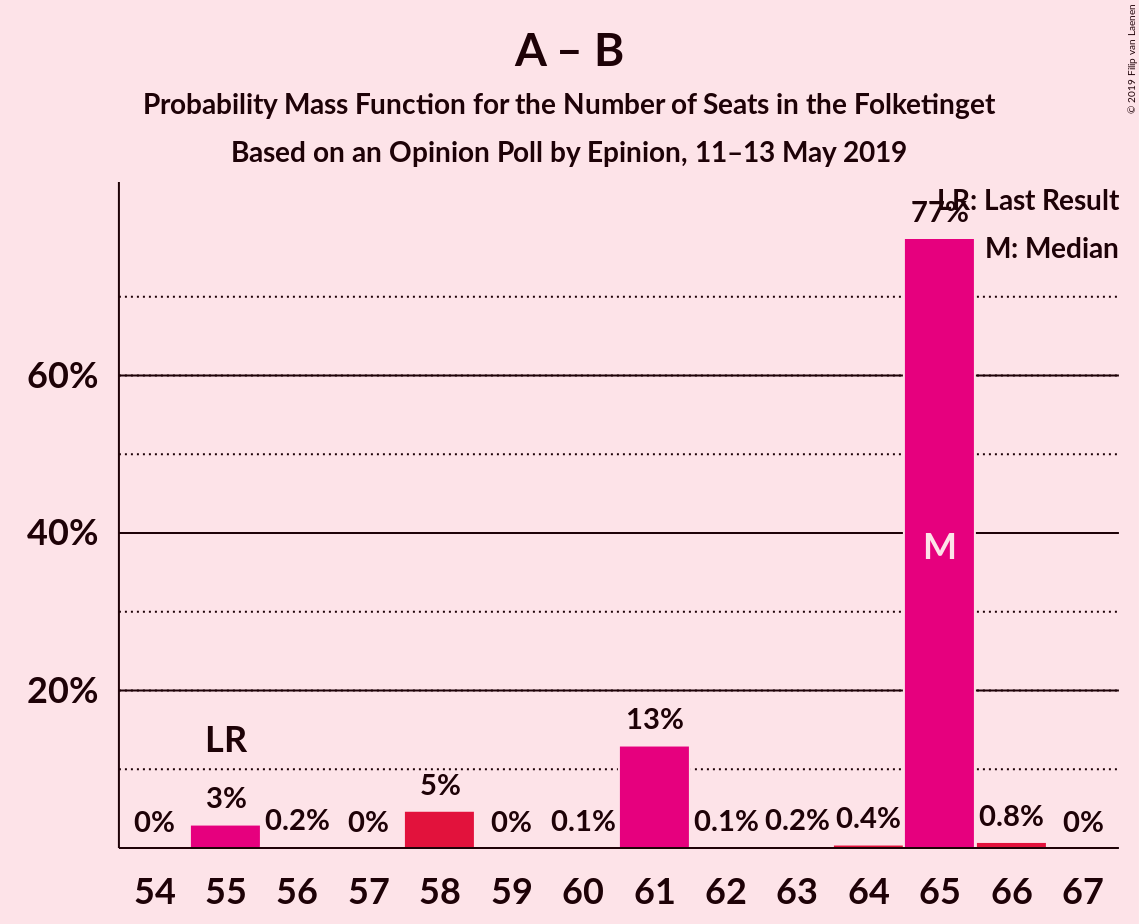 A – B
Probability Mass Function for the Number of Seats in the Folketinget
Based on an Opinion Poll by Epinion, 11–13 May 2019
© 2019 Filip van Laenen
LR: Last Result
M: Median
77%
60%
40%
20%
M
LR
0% 3% 0.2% 0% 5% 0% 0.1% 13% 0.1% 0.2% 0.4% 0.8% 0%
54 55 56 57 58 59 60 61 62 63 64 65 66 67